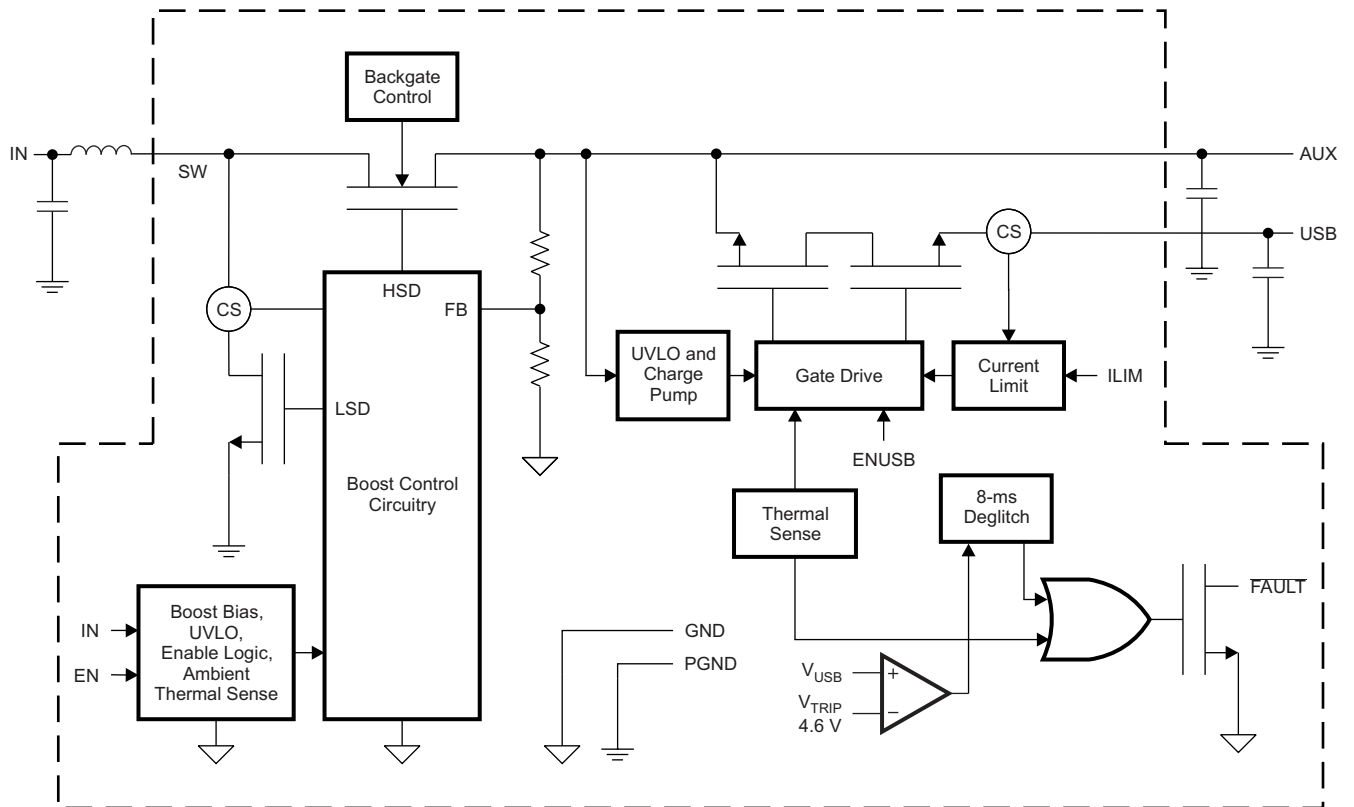 Backgate
Control
IN
SW
AUX
CS
USB
HSD
FB
CS
UVLO and
Charge
Pump
Gate Drive
Current
Limit
ILIM
LSD
ENUSB
Boost Control
Circuitry
Thermal
Sense
8-ms
Deglitch
FAULT
Boost Bias,
UVLO,
Enable Logic,
Ambient
Thermal Sense
IN
EN
GND
PGND
VUSB
+
VTRIP
–
4.6 V